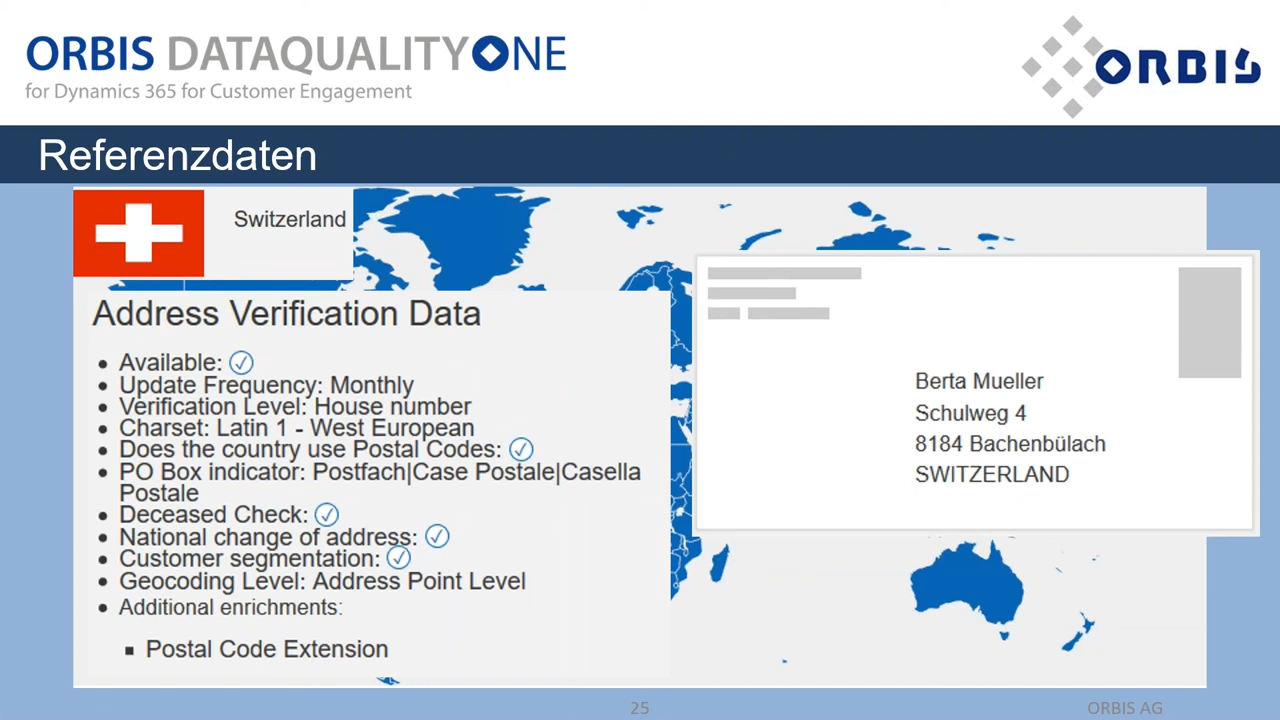 ORBIS DATAQUALITYONE
for Dynamics 365 for Customer Engagement
ORBIS
Referenzdaten
Switzerland
Address Verification Data
Available:
Update Frequency: Monthly
Verification Level: House number
Charset: Latin 1 - West European
Does the country use Postal Codes:
PO Box indicator: Postfach|Case Postale|Casella
Postale
Deceased Check:
National change of address:
Customer segmentation:
Geocoding Level: Address Point Level
Additional enrichments:
Postal Code Extension
Berta Mueller
Schulweg 4
8184 Bachenbülach
SWITZERLAND
25
ORBIS AG